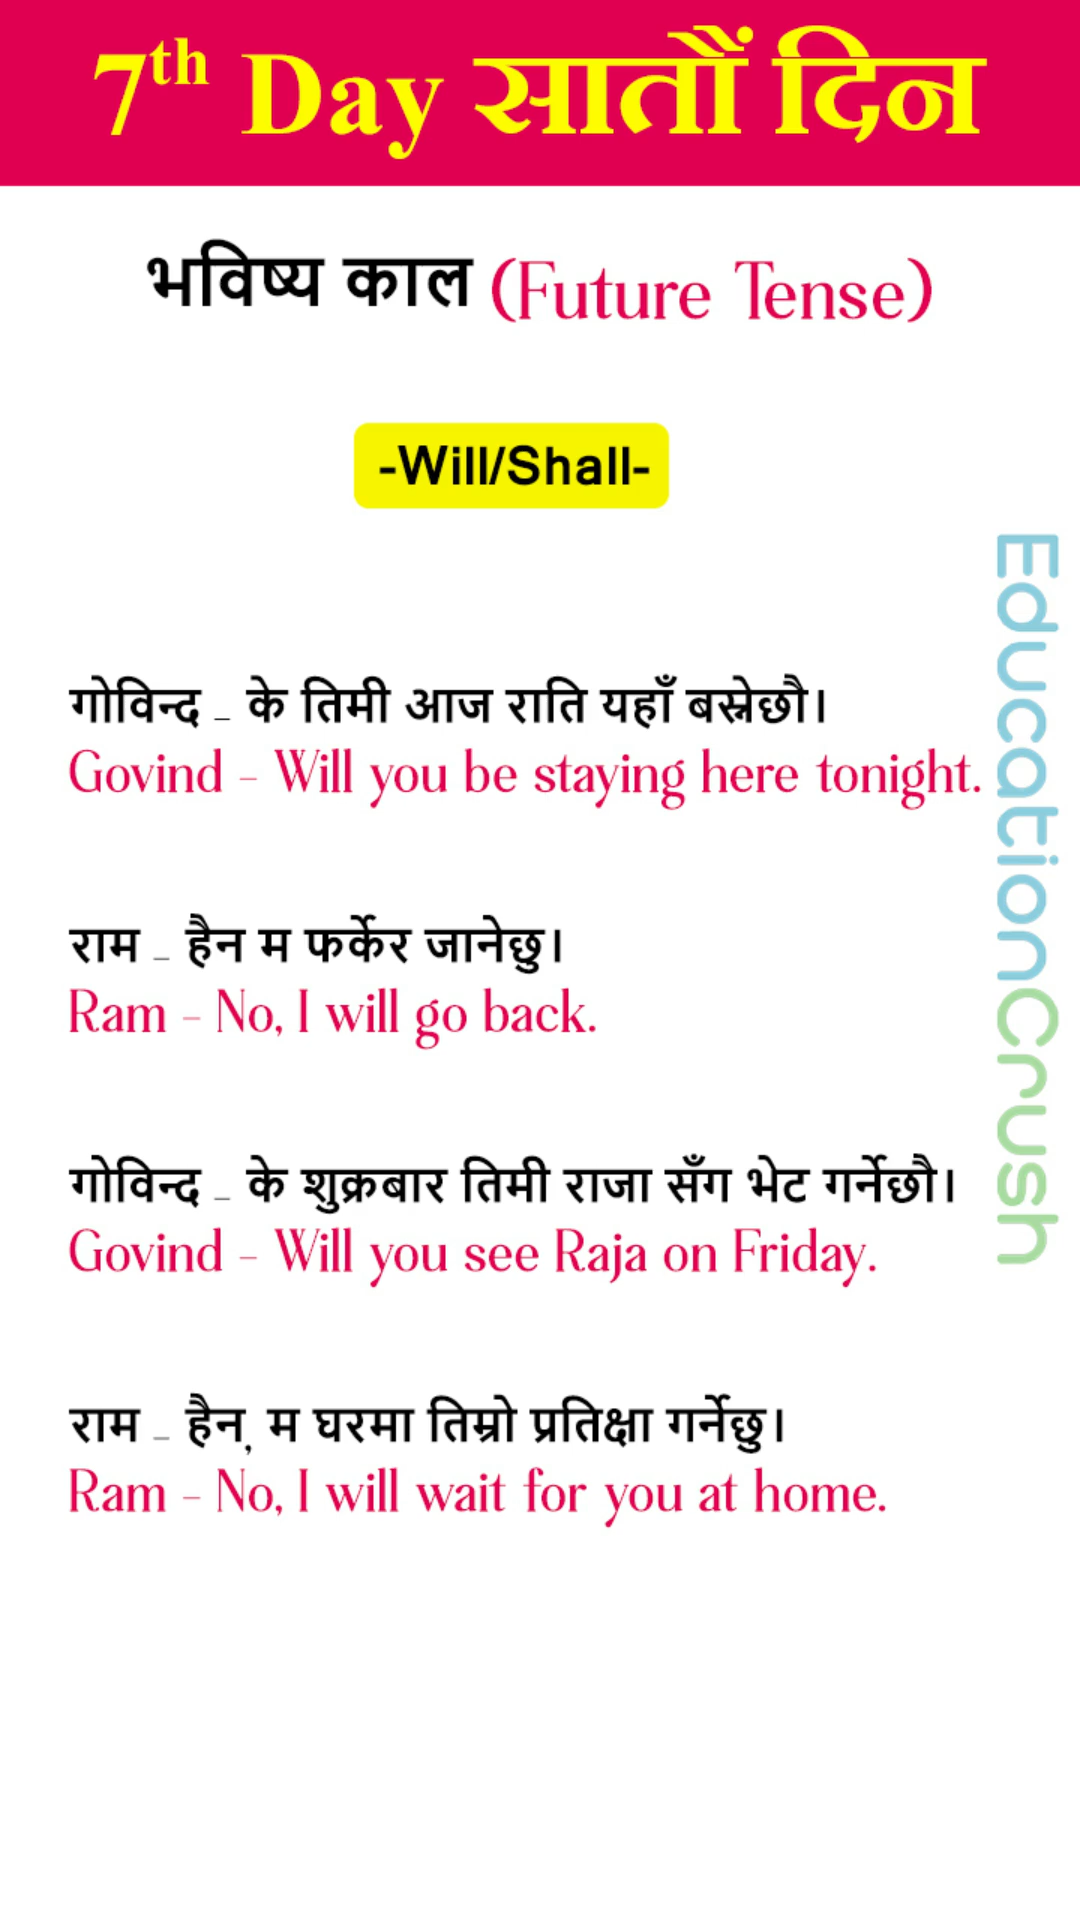 7th Day सातौं दिन
भविष्य काल (Future Tense)
-Will/Shall-
गोविन्द - के तिमी आज राति यहाँ बस्नेछौ।
Govind - Will you be staying here tonight.
राम - हैन म फर्केर जानेछु।
Ram - No, I will go back.
गोविन्द - के शुक्रबार तिमी राजा सँग भेट गर्नेछौ।
Govind - Will you see Raja on Friday.
राम - हैन, म घरमा तिम्रो प्रतिक्षा गर्नेछु।
Ram - No, I will wait for you at home.
EducationCrush